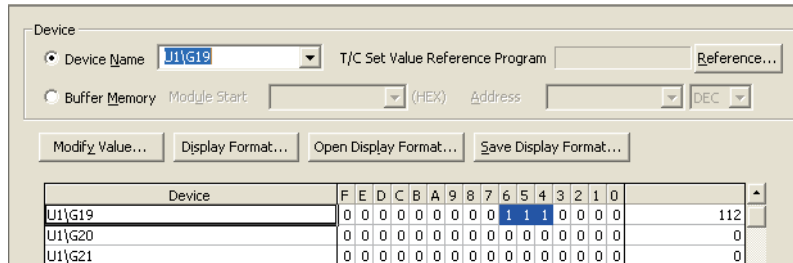 Device
Device Name U1\G19 T/C Set Value Reference Program Reference...
Buffer Memory Module Start (HEX) Address DEC
Modify Value... Display Format... Open Display Format... Save Display Format...
Device F E D C B A 9 8 7 6 5 4 3 2 1 0
U1\G19 0 0 0 0 0 0 0 0 0 1 1 1 0 0 0 0 112
U1\G20 0 0 0 0 0 0 0 0 0 0 0 0 0 0 0 0 0
U1\G21 0 0 0 0 0 0 0 0 0 0 0 0 0 0 0 0 0